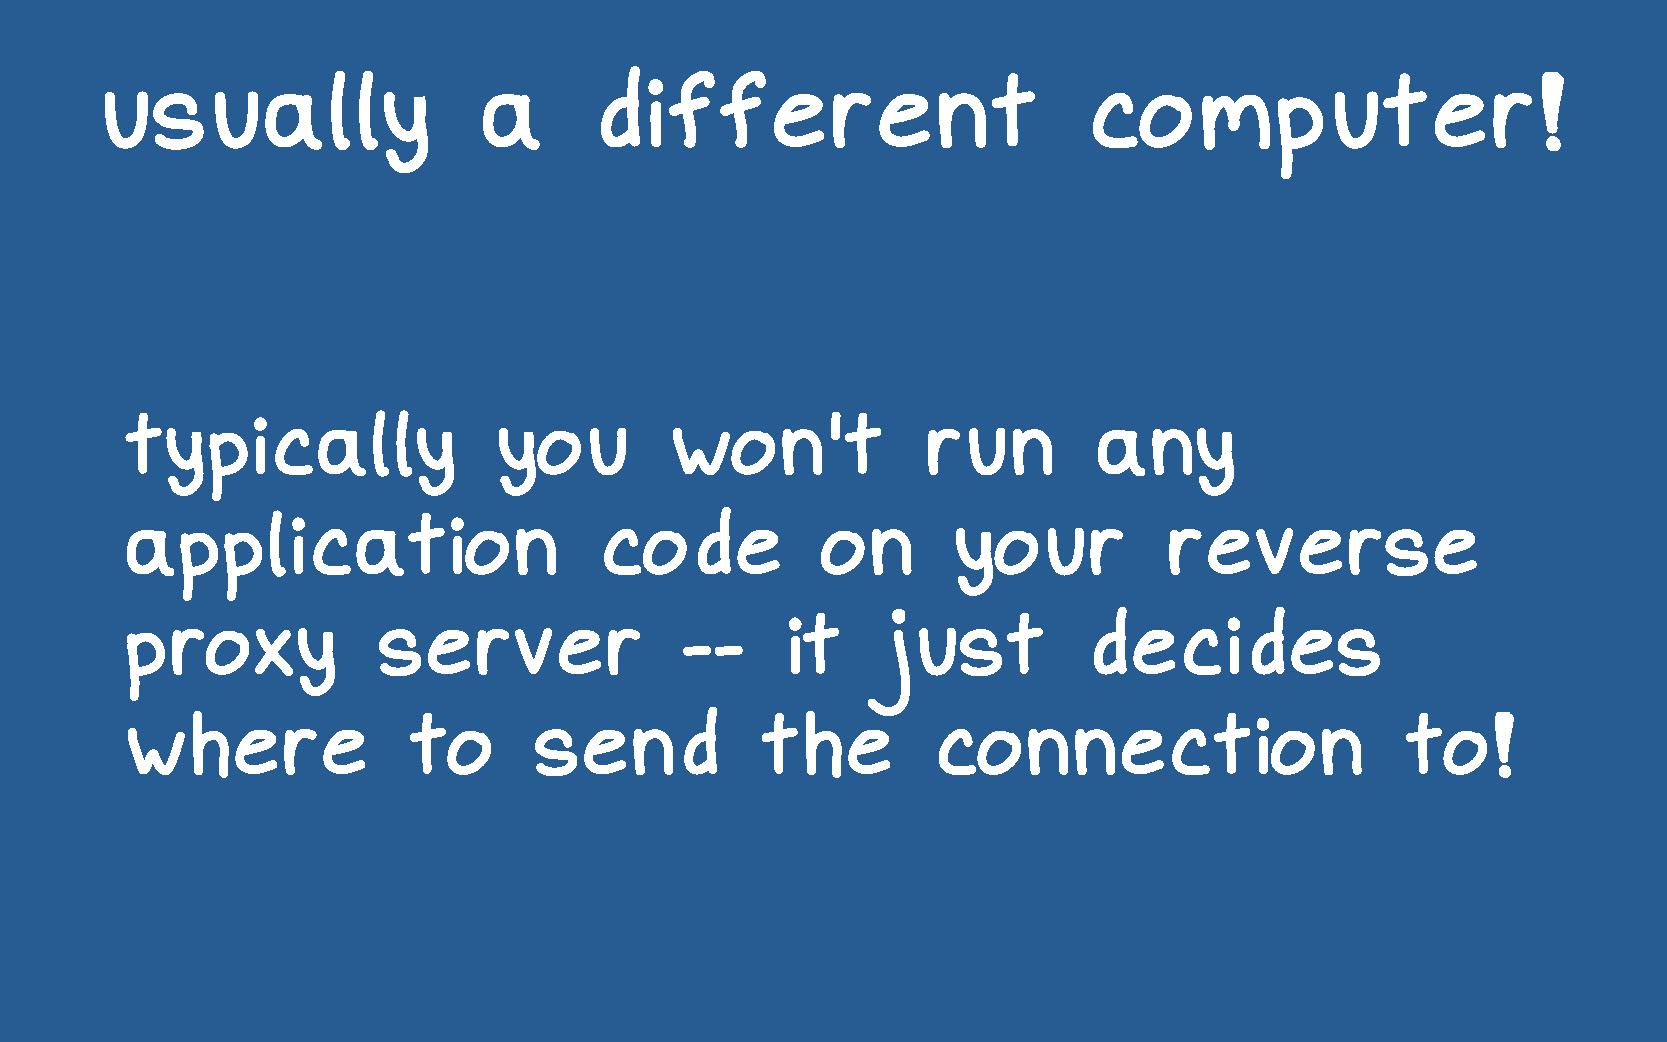 usually a different computer!
typically you won't run any
application code on your reverse
proxy server -- it just decides
where to send the connection to!